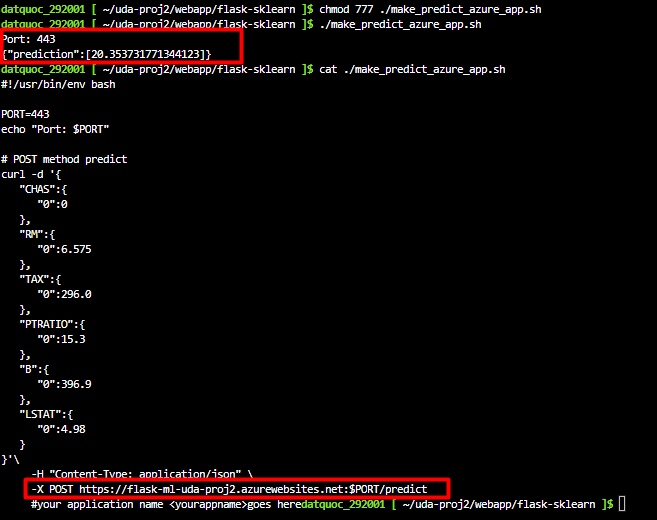 datquoc_292001 [ ~/uda-proj2/webapp/flask-sklearn ]$ chmod 777 ./make_predict_azure_app.sh
datquoc_292001 [ ~/uda-proj2/webapp/flask-sklearn ]$ ./make_predict_azure_app.sh
Port: 443
{"prediction":[20.353731771344123]}
datquoc_292001 [ ~/uda-proj2/webapp/flask-sklearn ]$ cat ./make_predict_azure_app.sh
#!/usr/bin/env bash
PORT=443
echo "Port: $PORT"
# POST method predict
curl -d '{
"CHAS":{
"0":0
},
"RM":{
"0":6.575
},
"TAX":{
"0":296.0
},
"PTRATIO":{
"0":15.3
},
"B":{
"0":396.9
},
"LSTAT":{
"0":4.98
}
}'\
-H "Content-Type: application/json" \
-X POST https://flask-ml-uda-proj2.azurewebsites.net:$PORT/predict
#your application name <yourappname>goes heredatquoc_292001 [ ~/uda-proj2/webapp/flask-sklearn ]$